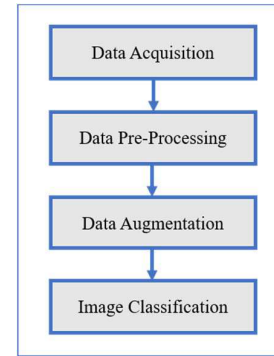 Data Acquisition
Data Pre-Processing
Data Augmentation
Image Classification